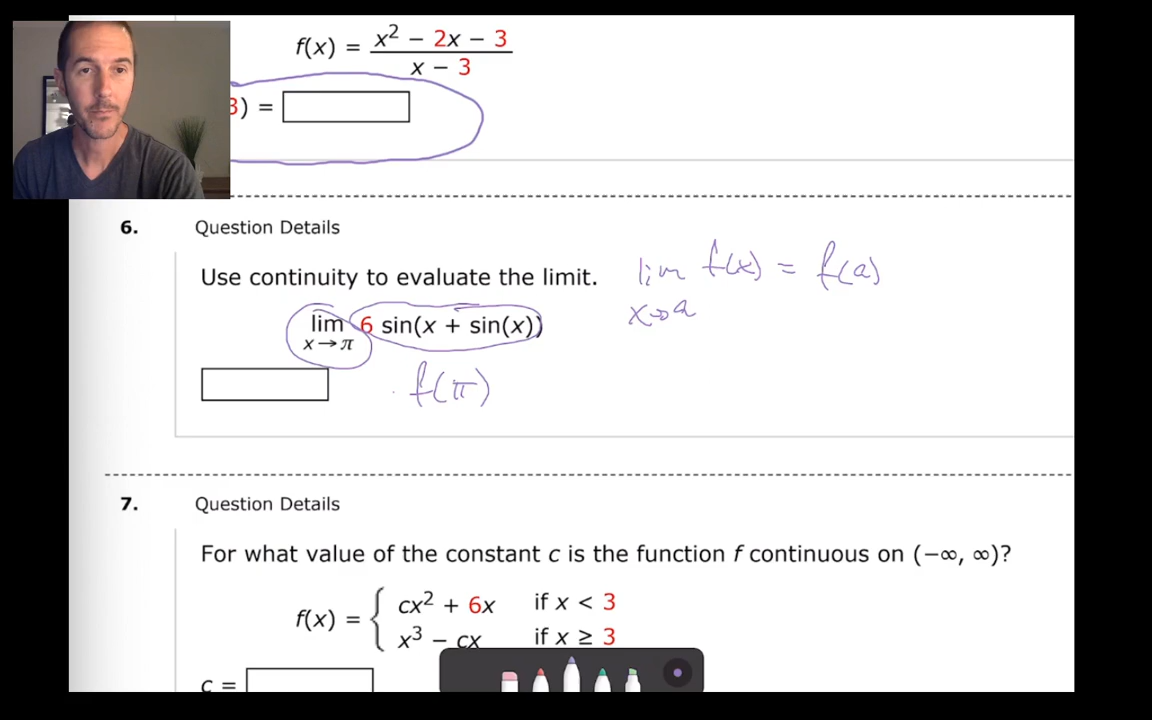 f(x) = x² − 2x − 3 / x − 3
3) =
6. Question Details
Use continuity to evaluate the limit.
lim x→a f(x) = f(a)
lim x→π 6 sin(x + sin(x))
f(π)
7. Question Details
For what value of the constant c is the function f continuous on (−∞, ∞)?
f(x) = { cx² + 6x if x < 3
x³ − cx if x ≥ 3
c =